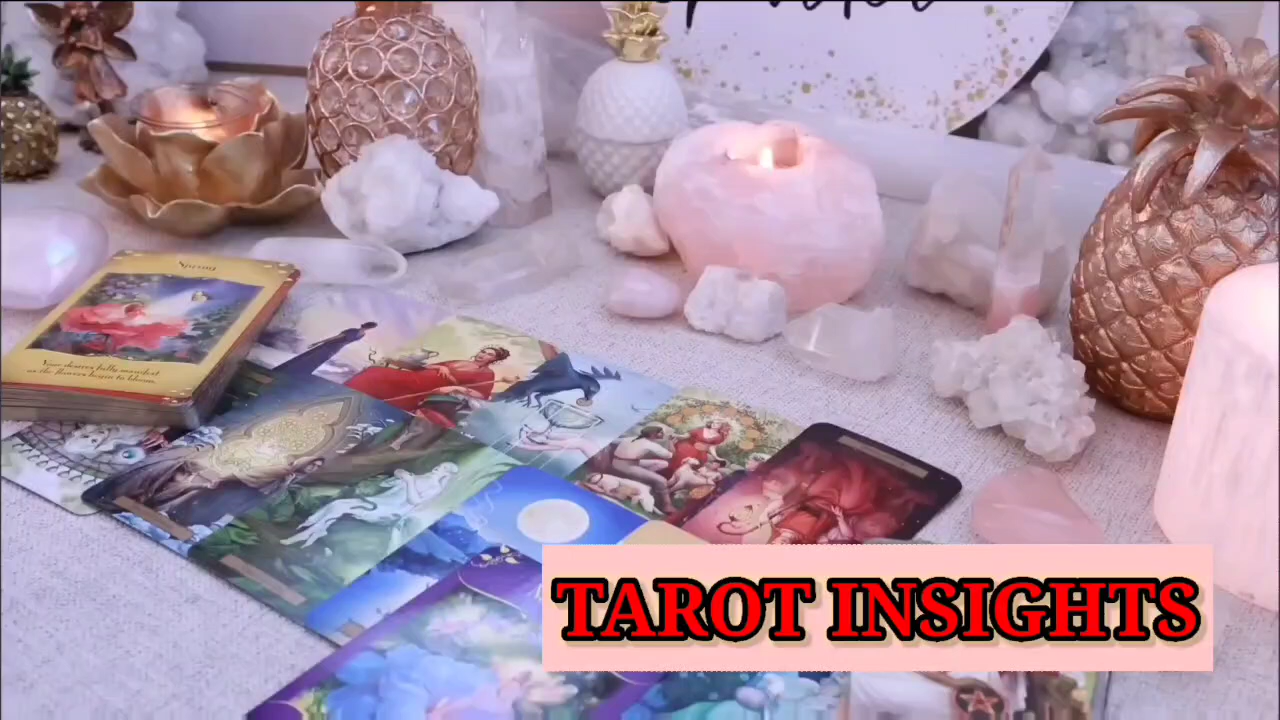 Spring
Your desires fully manifest
as the flowers begin to bloom.
TAROT INSIGHTS